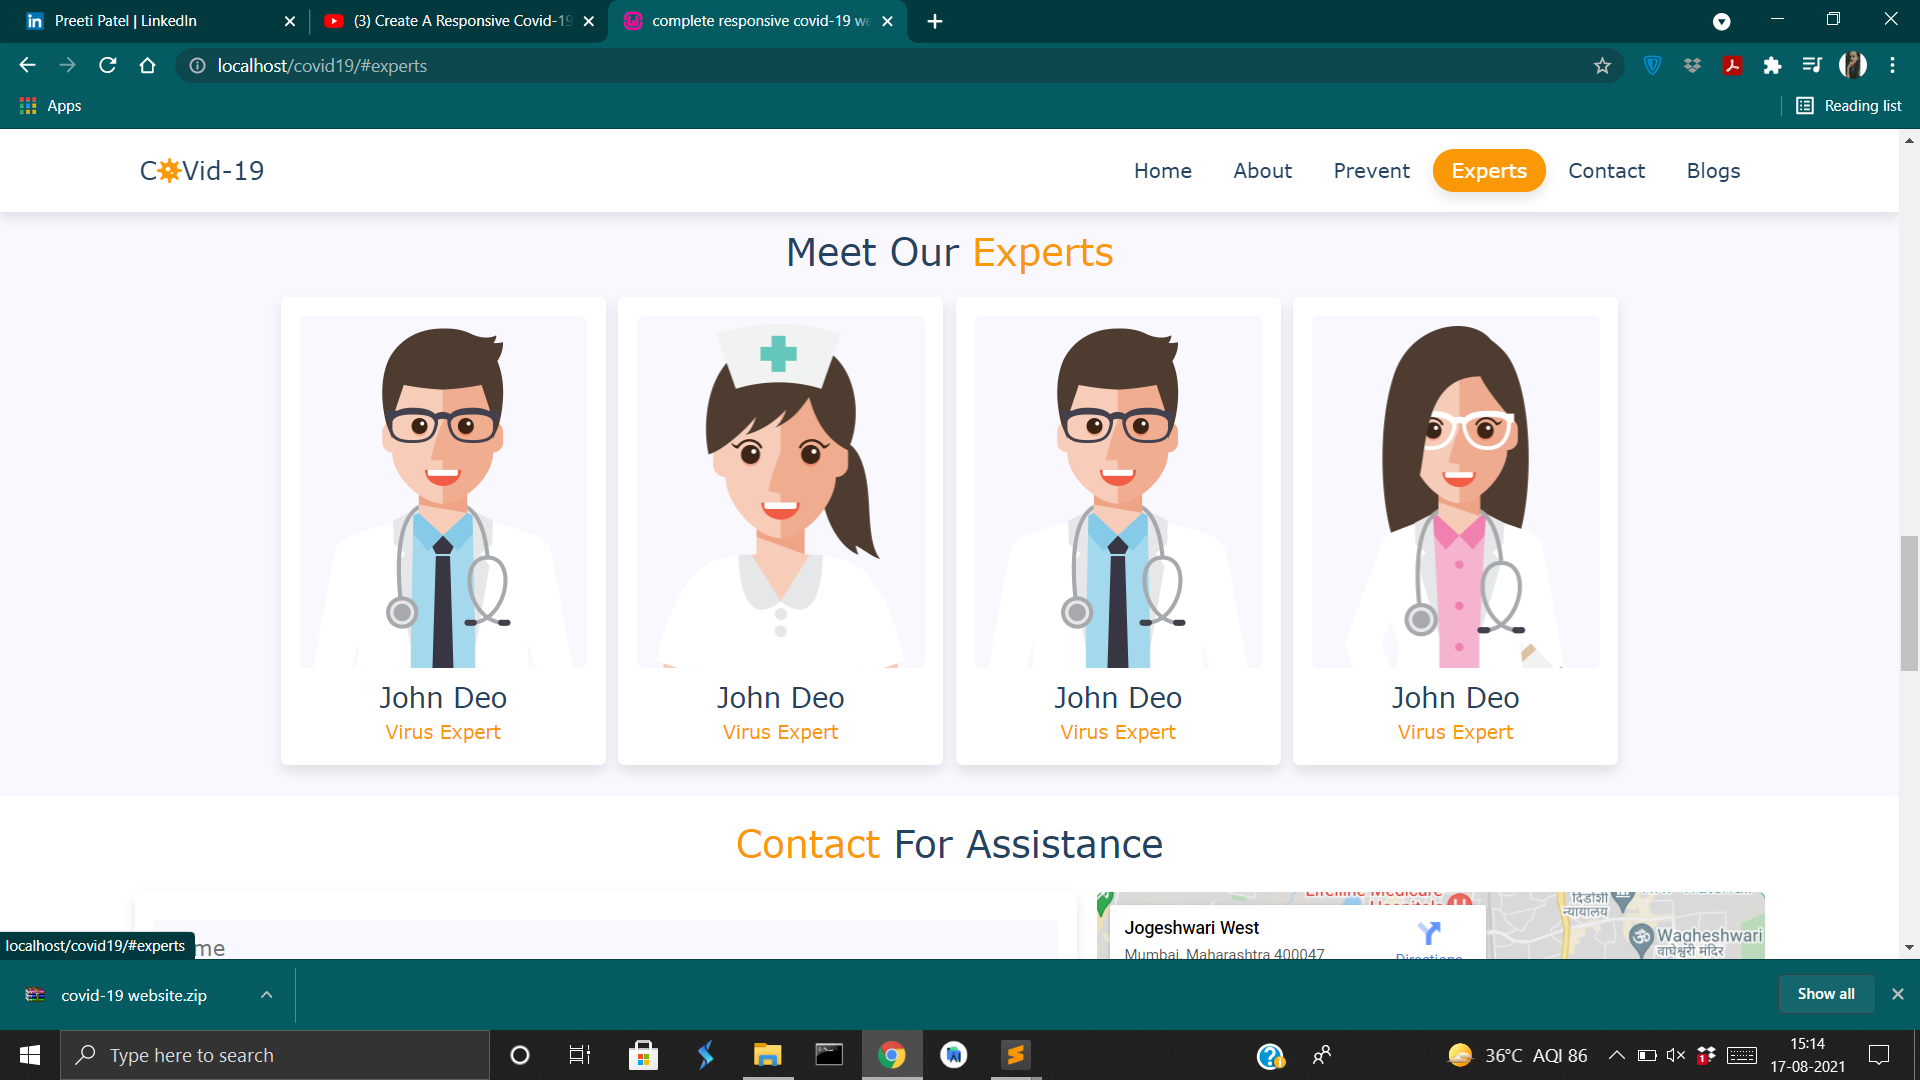 Preeti Patel | LinkedIn
(3) Create A Responsive Covid-19
complete responsive covid-19 we
localhost/covid19/#experts
Apps
Reading list
C Vid-19
Home
About
Prevent
Experts
Contact
Blogs
Meet Our Experts
John Deo
Virus Expert
John Deo
Virus Expert
John Deo
Virus Expert
John Deo
Virus Expert
Contact For Assistance
Jogeshwari West
Mumbai, Maharashtra 400047
Directions
Lifeline Medicare
Hospitals
दिंडोशी
न्यायालय
Wagheshwari
वाघेश्वरी मंदिर
me
localhost/covid19/#experts
covid-19 website.zip
Show all
Type here to search
36°C AQI 86
1
15:14
17-08-2021